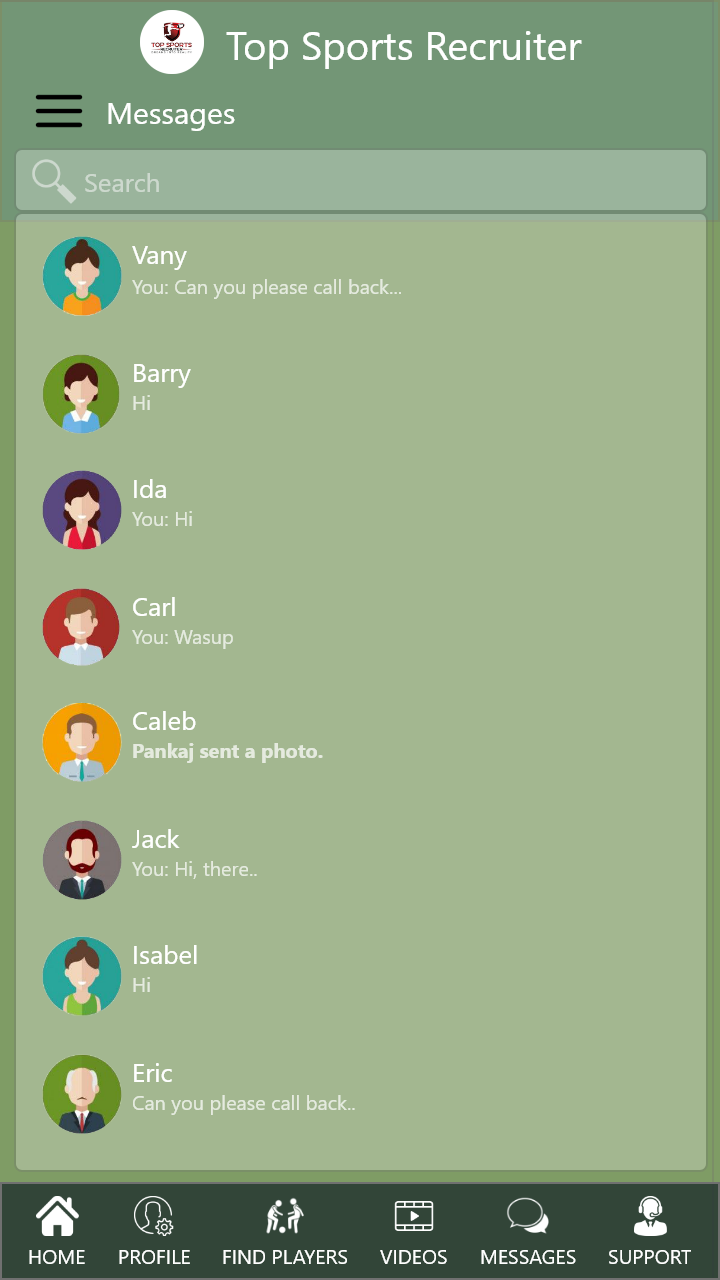 TOP SPORTS
RECRUITER
Top Sports Recruiter
Messages
Search
Vany
You: Can you please call back...
Barry
Hi
Ida
You: Hi
Carl
You: Wasup
Caleb
Pankaj sent a photo.
Jack
You: Hi, there..
Isabel
Hi
Eric
Can you please call back..
HOME PROFILE FIND PLAYERS VIDEOS MESSAGES SUPPORT